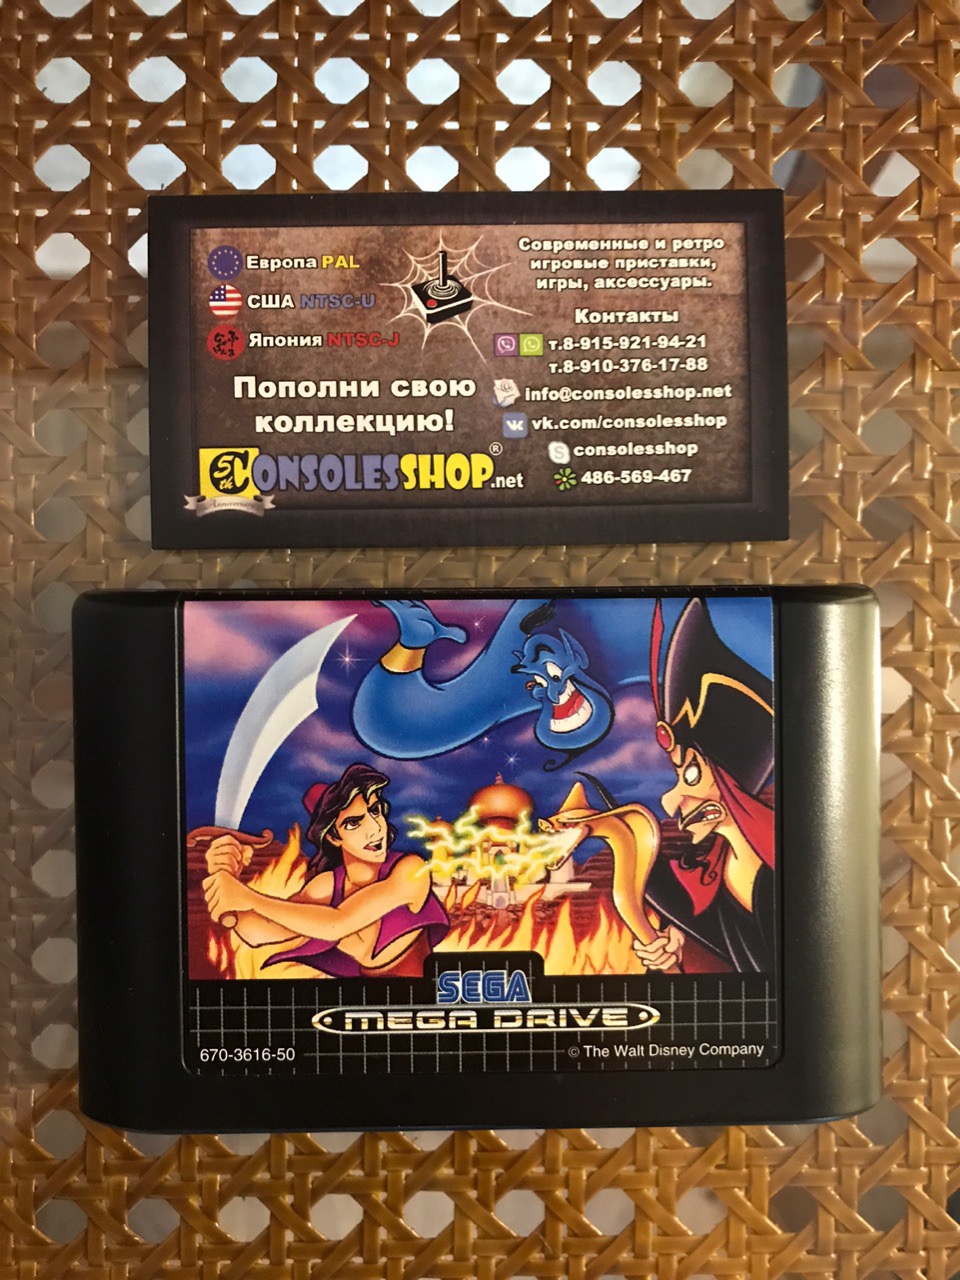 Европа PAL
США NTSC-U
Япония NTSC-J
Пополни свою
коллекцию!
5th
Anniversary
CONSOLESSHOP®.net
Современные и ретро
игровые приставки,
игры, аксессуары.
Контакты
т.8-915-921-94-21
т.8-910-376-17-88
info@consolesshop.net
vk.com/consolesshop
consolesshop
486-569-467
SEGA
MEGA DRIVE
670-3616-50
© The Walt Disney Company